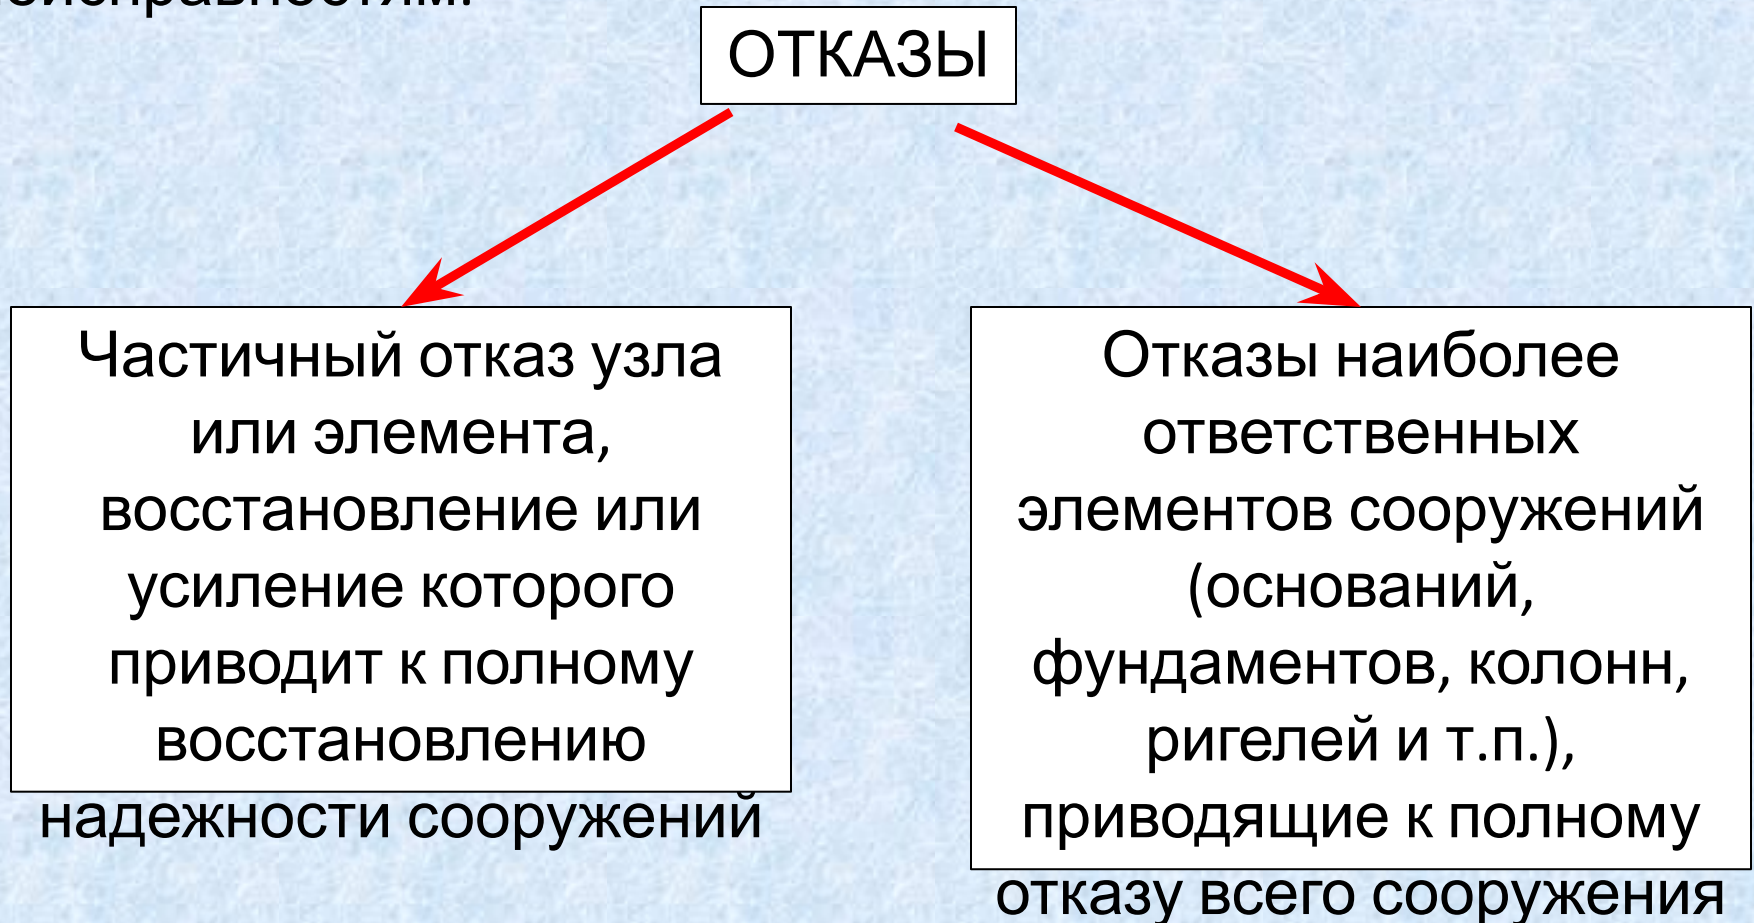 ОТКАЗЫ
Частичный отказ узла
или элемента,
восстановление или
усиление которого
приводит к полному
восстановлению
надежности сооружений
Отказы наиболее
ответственных
элементов сооружений
(оснований,
фундаментов, колонн,
ригелей и т.п.),
приводящие к полному
отказу всего сооружения